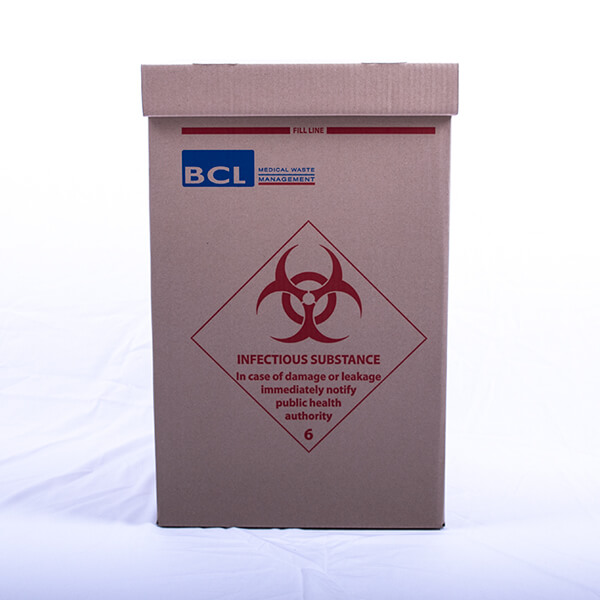 FILL LINE
BCL
MEDICAL WASTE
MANAGEMENT
INFECTIOUS SUBSTANCE
In case of damage or leakage
immediately notify
public health
authority
6